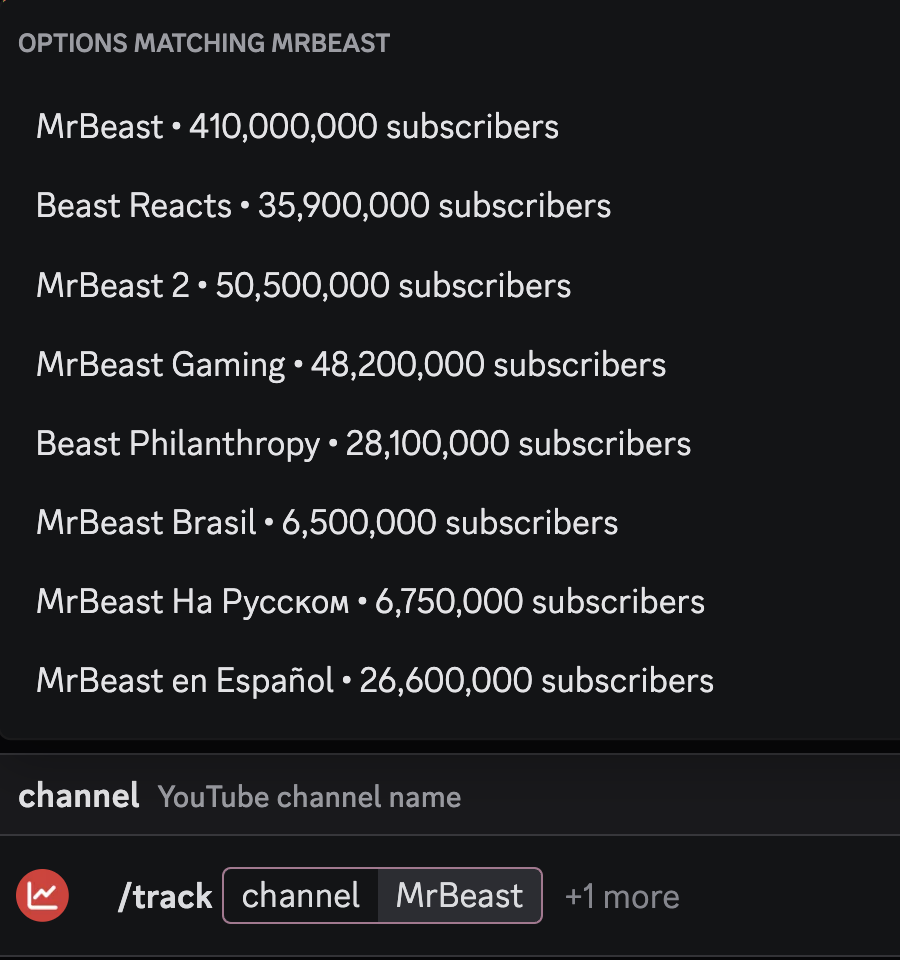 OPTIONS MATCHING MRBEAST
MrBeast • 410,000,000 subscribers
Beast Reacts • 35,900,000 subscribers
MrBeast 2 • 50,500,000 subscribers
MrBeast Gaming • 48,200,000 subscribers
Beast Philanthropy • 28,100,000 subscribers
MrBeast Brasil • 6,500,000 subscribers
MrBeast На Русском • 6,750,000 subscribers
MrBeast en Español • 26,600,000 subscribers
channel YouTube channel name
/track channel MrBeast +1 more